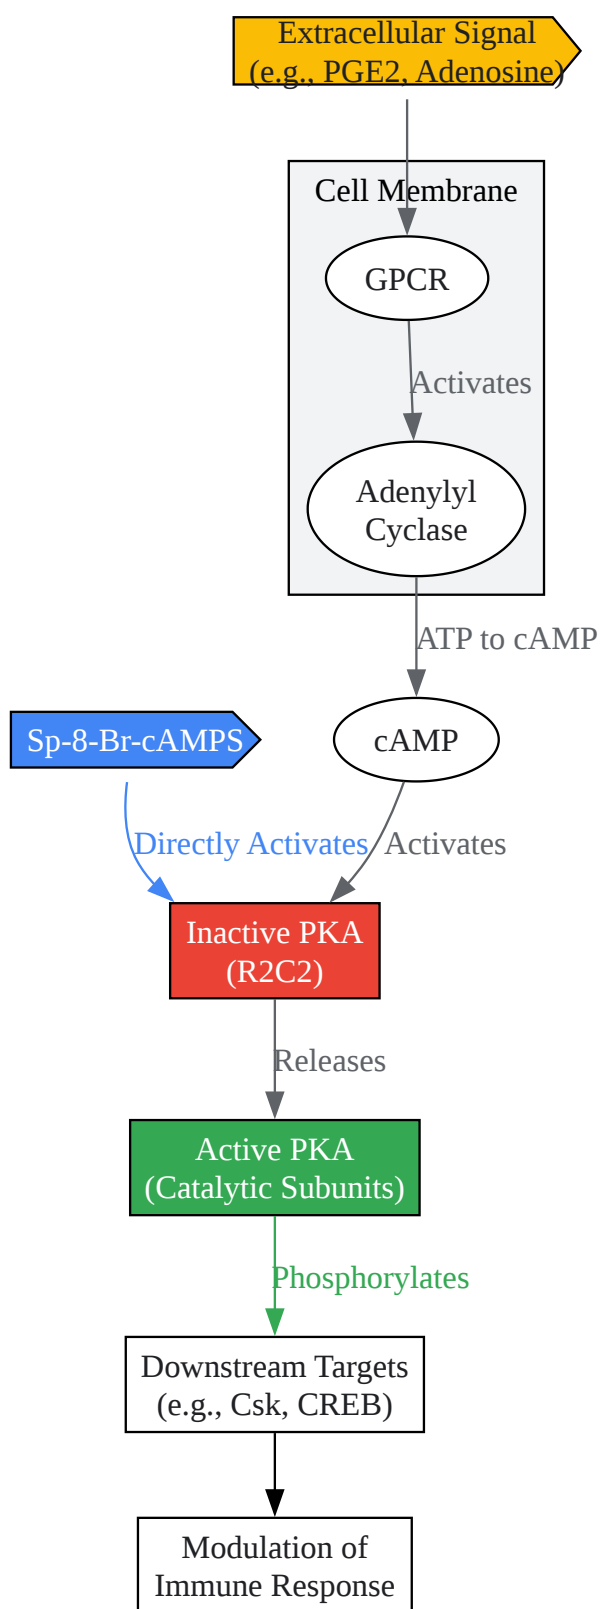 Extracellular Signal
(e.g., PGE2, Adenosine)
Cell Membrane
GPCR
Activates
Adenylyl
Cyclase
ATP to cAMP
Sp-8-Br-cAMPS
cAMP
Directly Activates
Activates
Inactive PKA
(R2C2)
Releases
Active PKA
(Catalytic Subunits)
Phosphorylates
Downstream Targets
(e.g., Csk, CREB)
Modulation of
Immune Response